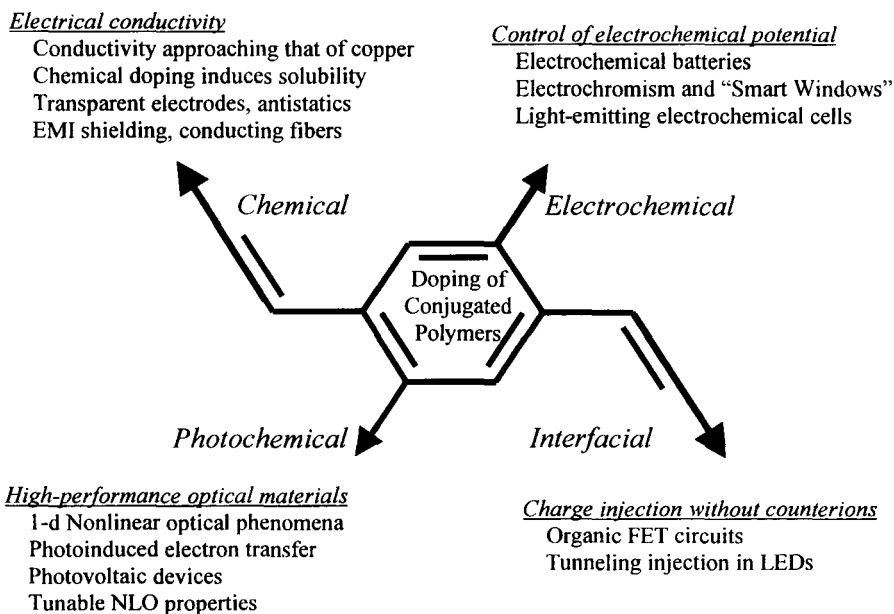 Electrical conductivity
Conductivity approaching that of copper
Chemical doping induces solubility
Transparent electrodes, antistatics
EMI shielding, conducting fibers
Control of electrochemical potential
Electrochemical batteries
Electrochromism and “Smart Windows”
Light-emitting electrochemical cells
Chemical
Electrochemical
Doping of
Conjugated
Polymers
Photochemical
Interfacial
High-performance optical materials
1-d Nonlinear optical phenomena
Photoinduced electron transfer
Photovoltaic devices
Tunable NLO properties
Charge injection without counterions
Organic FET circuits
Tunneling injection in LEDs